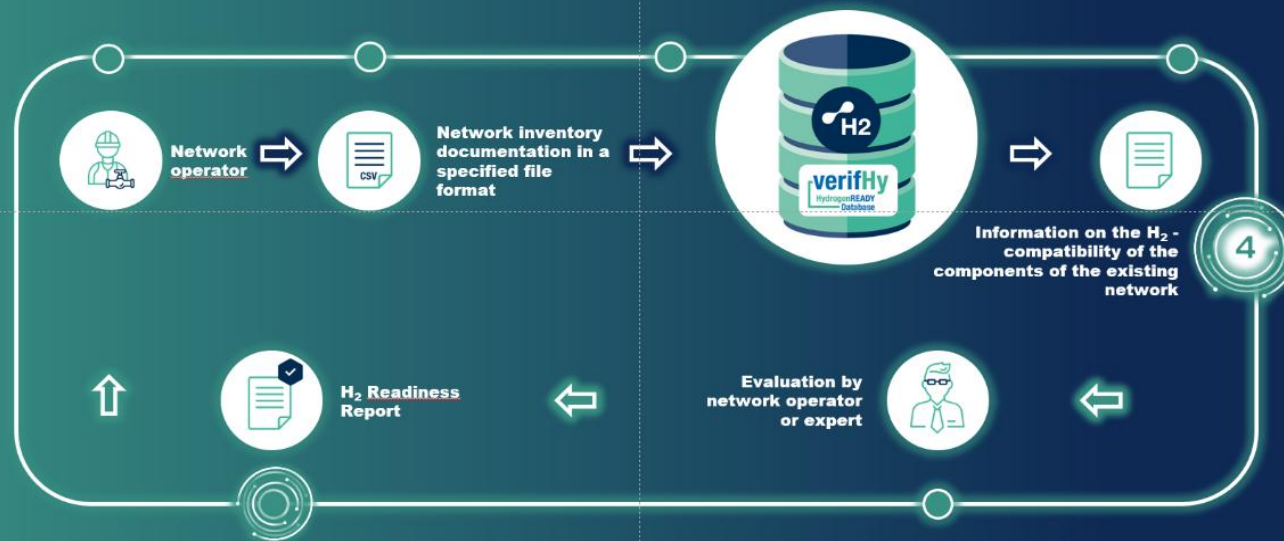 Network
operator
CSV
Network inventory
documentation in a
specified file
format
H2
verifHy
HydrogenREADY
Database
Information on the H₂ -
compatibility of the
components of the existing
network
4
H₂ Readiness
Report
Evaluation by
network operator
or expert